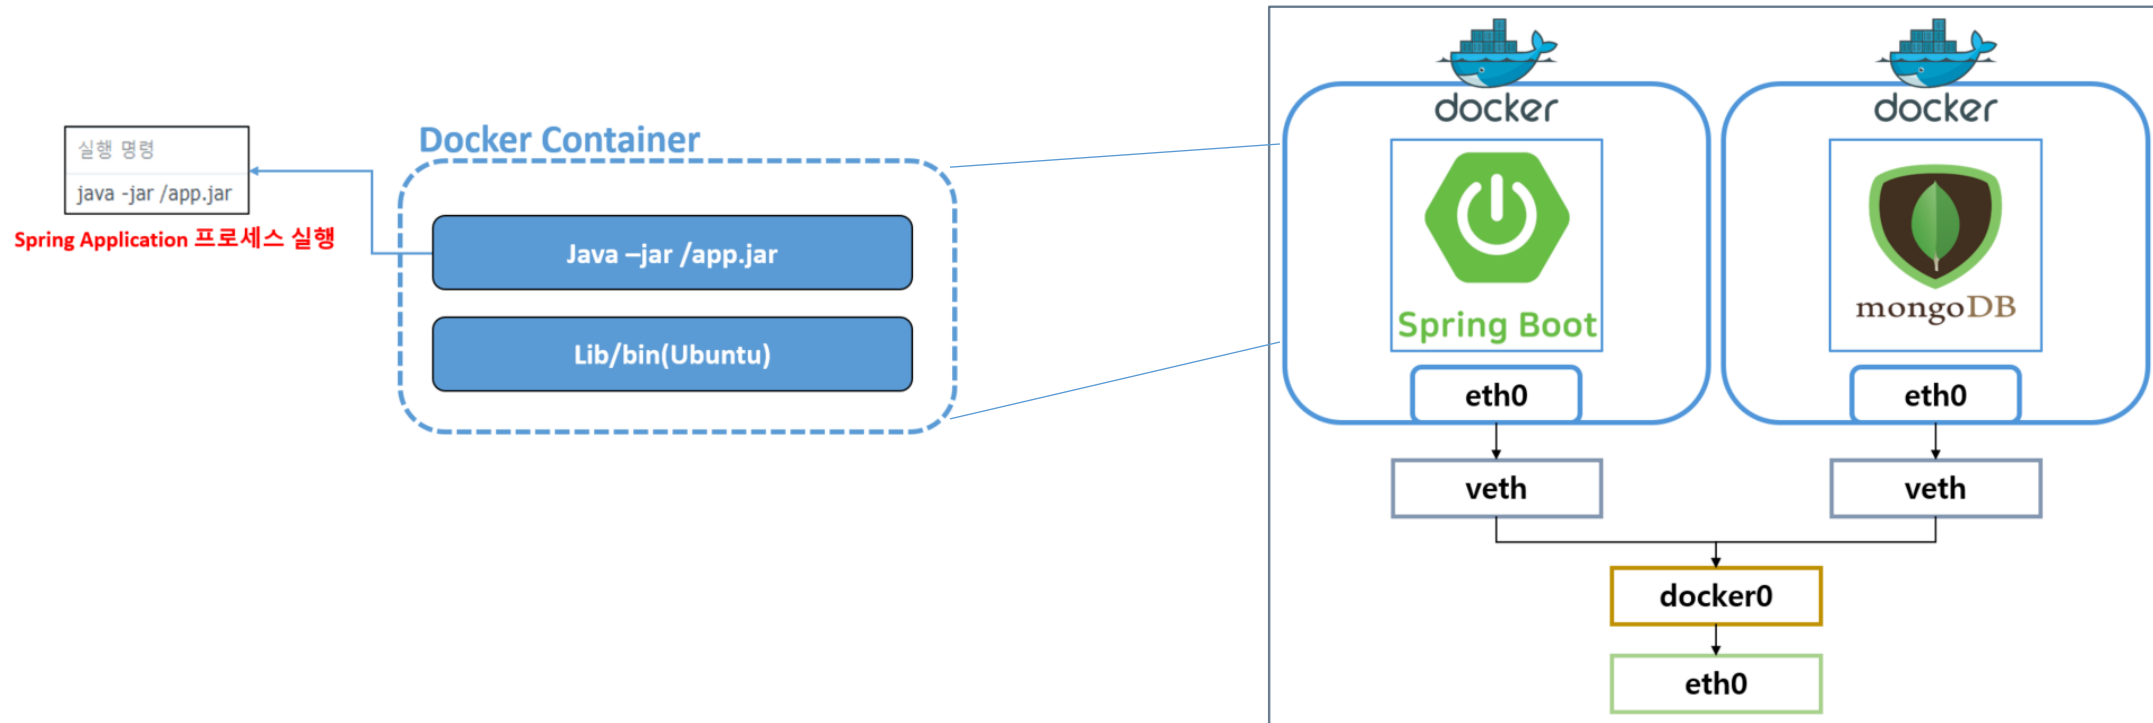 실행 명령
java -jar /app.jar
Spring Application 프로세스 실행
Docker Container
Java –jar /app.jar
Lib/bin(Ubuntu)
docker
Spring Boot
eth0
veth
docker
mongoDB
eth0
veth
docker0
eth0